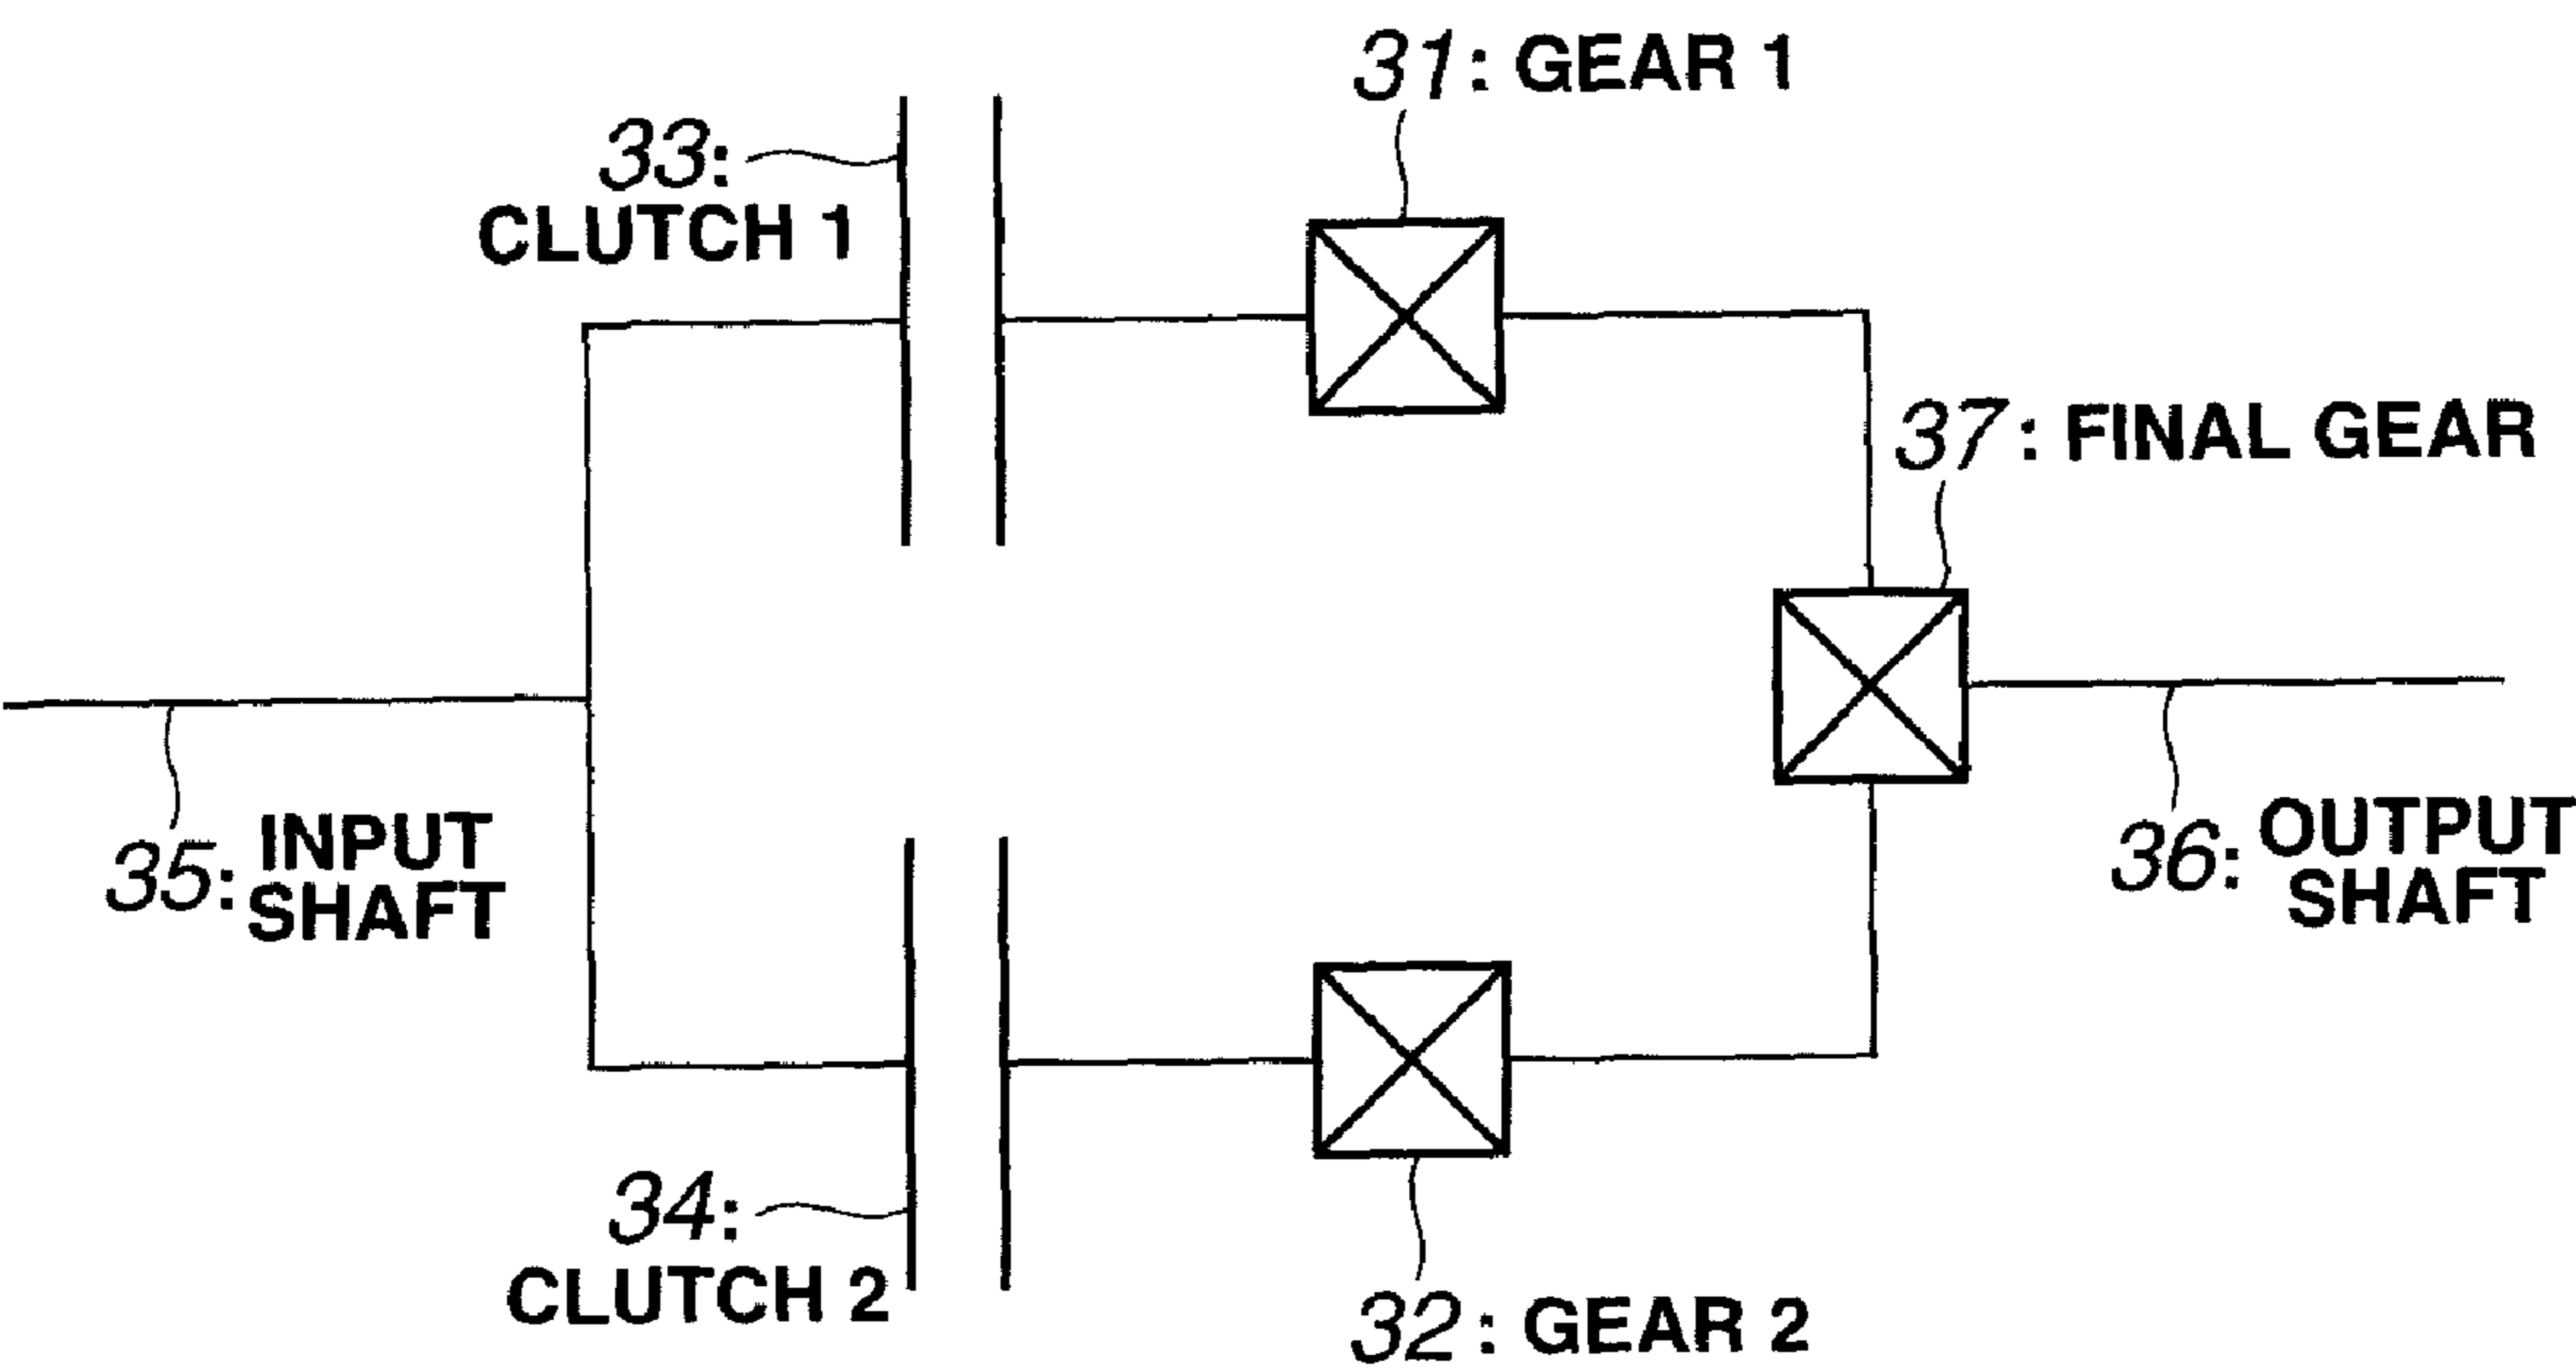 31: GEAR 1
33:
CLUTCH 1
37: FINAL GEAR
35: INPUT
SHAFT
36: OUTPUT
SHAFT
34:
CLUTCH 2
32: GEAR 2